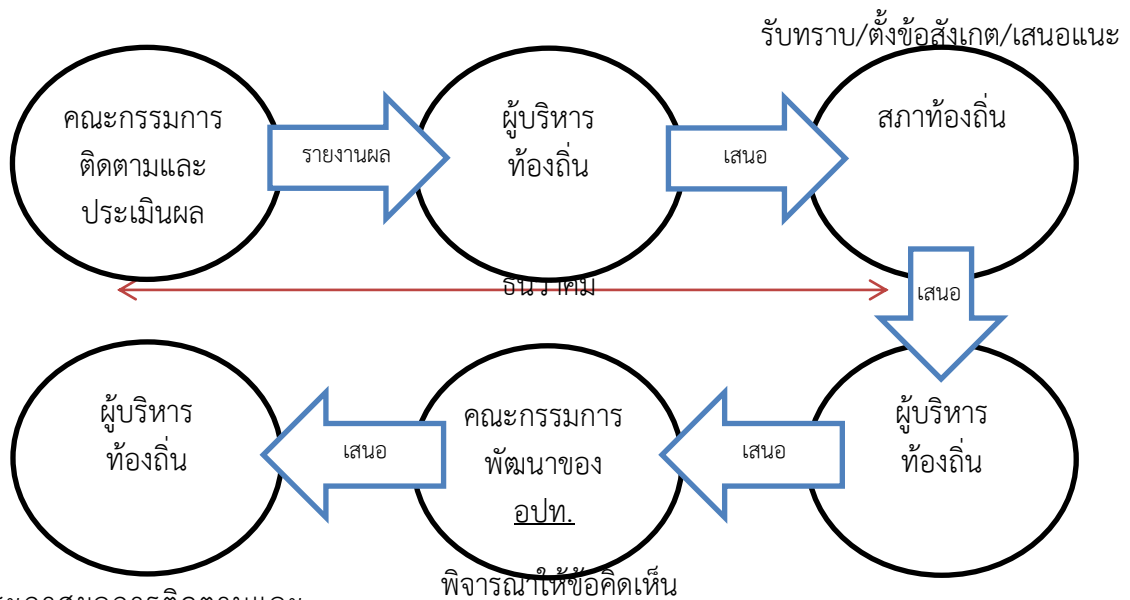 รับทราบ/ตั้งข้อสังเกต/เสนอแนะ
คณะกรรมการ
ติดตามและ
ประเมินผล
รายงานผล
ผู้บริหาร
ท้องถิ่น
เสนอ
สภาท้องถิ่น
ธันวาคม
เสนอ
ผู้บริหาร
ท้องถิ่น
เสนอ
คณะกรรมการ
พัฒนาของ
อปท.
เสนอ
ผู้บริหาร
ท้องถิ่น
พิจารณาให้ข้อคิดเห็น